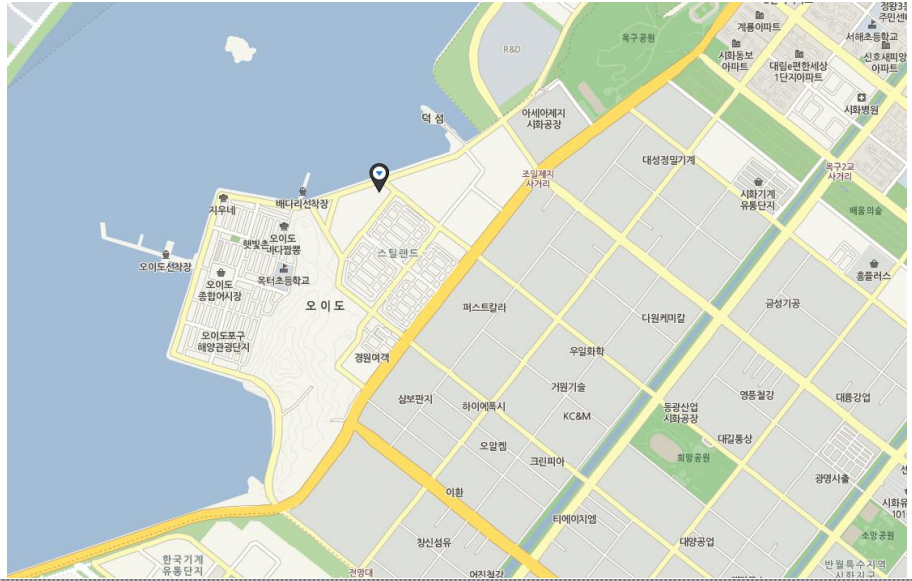 계룡아파트
정왕3동
주민센터
서해초등학교
옥구공원
R&D
시화동보
아파트
대림e편한세상
1단지아파트
신호새피앙
아파트
시화병원
덕섬
아세아제지
시화공장
대성정밀기계
조일제지
사거리
옥구2교
사거리
시화기계
유통단지
배움의숲
지우네
배다리선착장
햇빛촌
오이도
바다짬뽕
스틸랜드
오이도선착장
옥터초등학교
홈플러스
오이도
종합어시장
오이도
퍼스트칼라
다원케미칼
금성기공
오이도포구
해양관광단지
경원여객
우일화학
삼보판지
하이에폭시
거원기술
KC&M
동광산업
시화공장
영풍철강
대륭강업
오알켐
대길통상
크린피아
희망공원
광명사출
이환
시화유
101
티에이치엠
창신섬유
대양공업
소망공원
한국기계
유통단지
전망대
어진철강
반월특수지역
시화지구